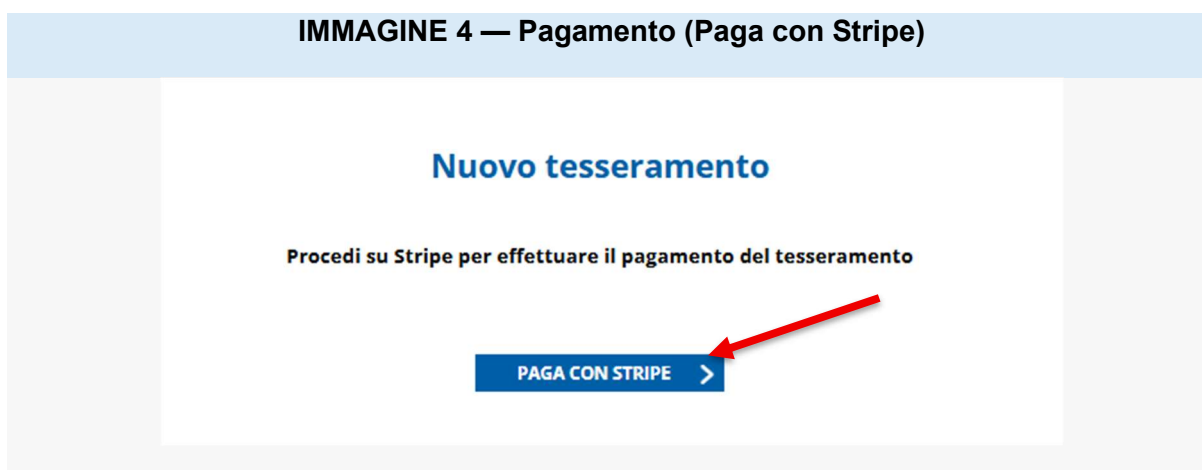 IMMAGINE 4 — Pagamento (Paga con Stripe)
Nuovo tesseramento
Procedi su Stripe per effettuare il pagamento del tesseramento
PAGA CON STRIPE